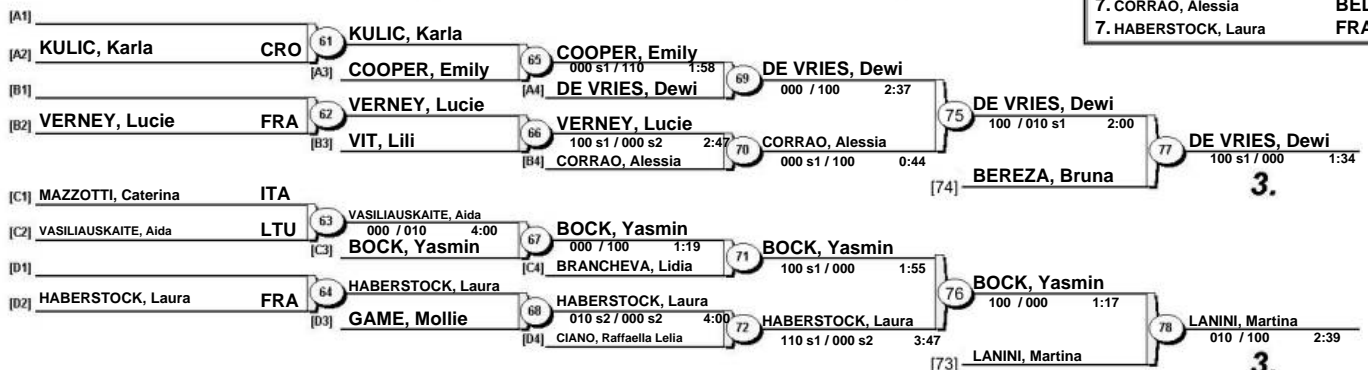 7. CORRAO, Alessia BEL
7. HABERSTOCK, Laura FRA
[A1]
[A2] KULIC, Karla CRO
61 KULIC, Karla
[A3] COOPER, Emily
65 COOPER, Emily
000 s1 / 110 1:58
[A4] DE VRIES, Dewi
69 DE VRIES, Dewi
000 / 100 2:37
[B1]
[B2] VERNEY, Lucie FRA
62 VERNEY, Lucie
[B3] VIT, Lili
66 VERNEY, Lucie
100 s1 / 000 s2 2:47
[B4] CORRAO, Alessia
70 CORRAO, Alessia
000 s1 / 100 0:44
75 DE VRIES, Dewi
100 / 010 s1 2:00
[74] BEREZA, Bruna
77 DE VRIES, Dewi
100 s1 / 000 1:34
3.
[C1] MAZZOTTI, Caterina ITA
[C2] VASILIAUSKAITE, Aida LTU
63 VASILIAUSKAITE, Aida
000 / 010 4:00
[C3] BOCK, Yasmin
67 BOCK, Yasmin
000 / 100 1:19
[C4] BRANCHEVA, Lidia
71 BOCK, Yasmin
100 s1 / 000 1:55
[D1]
[D2] HABERSTOCK, Laura FRA
64 HABERSTOCK, Laura
[D3] GAME, Mollie
68 HABERSTOCK, Laura
010 s2 / 000 s2 4:00
[D4] CIANO, Raffaella Lelia
72 HABERSTOCK, Laura
110 s1 / 000 s2 3:47
76 BOCK, Yasmin
100 / 000 1:17
[73] LANINI, Martina
78 LANINI, Martina
010 / 100 2:39
3.